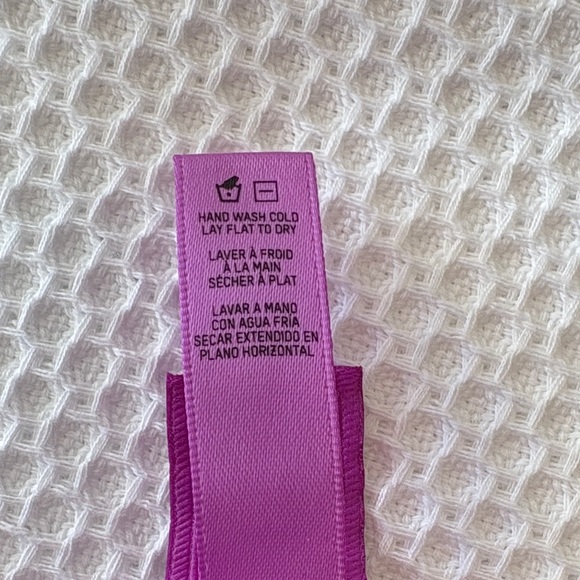 HAND WASH COLD
LAY FLAT TO DRY
LAVER À FROID
À LA MAIN
SÉCHER À PLAT
LAVAR A MANO
CON AGUA FRÍA
SECAR EXTENDIDO EN
PLANO HORIZONTAL